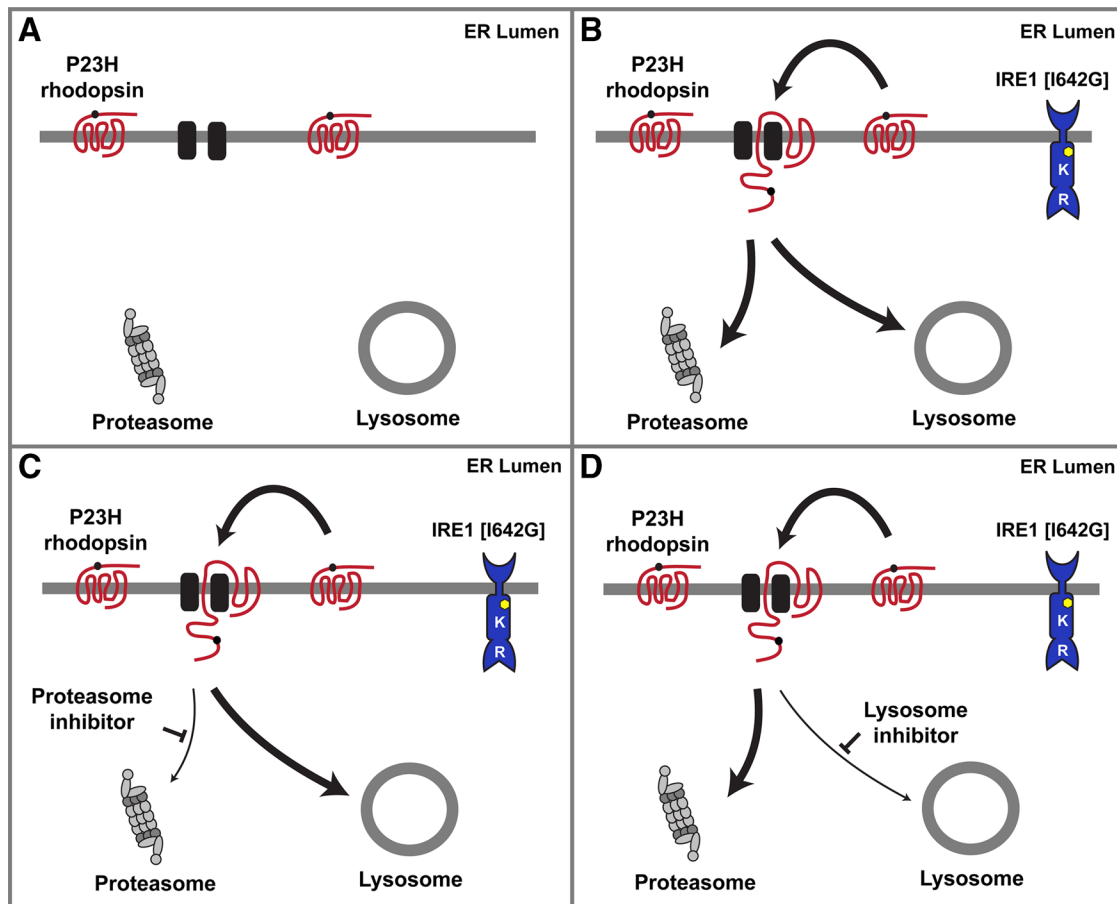 A
ER Lumen
P23H
rhodopsin
Proteasome
Lysosome
B
ER Lumen
P23H
rhodopsin
IRE1 [I642G]
K
R
Proteasome
Lysosome
C
ER Lumen
P23H
rhodopsin
IRE1 [I642G]
K
R
Proteasome
inhibitor
Proteasome
Lysosome
D
ER Lumen
P23H
rhodopsin
IRE1 [I642G]
K
R
Lysosome
inhibitor
Proteasome
Lysosome